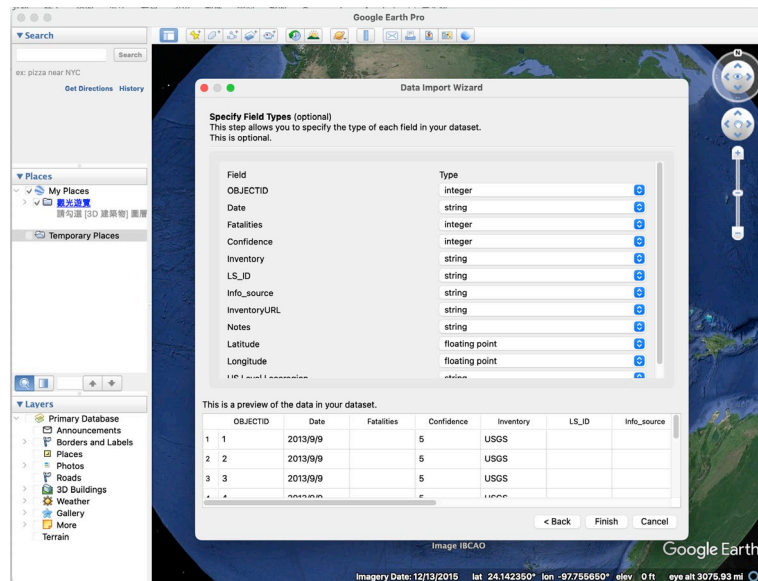 Google Earth Pro
▼ Search
Search
ex: pizza near NYC
Get Directions History
▼ Places
My Places
觀光遊覽
請勾選 [3D 建築物] 圖層
Temporary Places
▼ Layers
Primary Database
Announcements
Borders and Labels
Places
Photos
Roads
3D Buildings
Weather
Gallery
More
Terrain
N
Data Import Wizard
Specify Field Types (optional)
This step allows you to specify the type of each field in your dataset.
This is optional.
Field Type
OBJECTID integer
Date string
Fatalities integer
Confidence integer
Inventory string
LS_ID string
Info_source string
InventoryURL string
Notes string
Latitude floating point
Longitude floating point
string
This is a preview of the data in your dataset.
OBJECTID Date Fatalities Confidence Inventory LS_ID Info_source
1 1 2013/9/9 5 USGS
2 2 2013/9/9 5 USGS
3 3 2013/9/9 5 USGS
4 4 2013/9/9 5 USGS
< Back Finish Cancel
Image IBCAO
Google Earth
Imagery Date: 12/13/2015 lat 24.142350° lon -97.755650° elev 0 ft eye alt 3075.93 mi